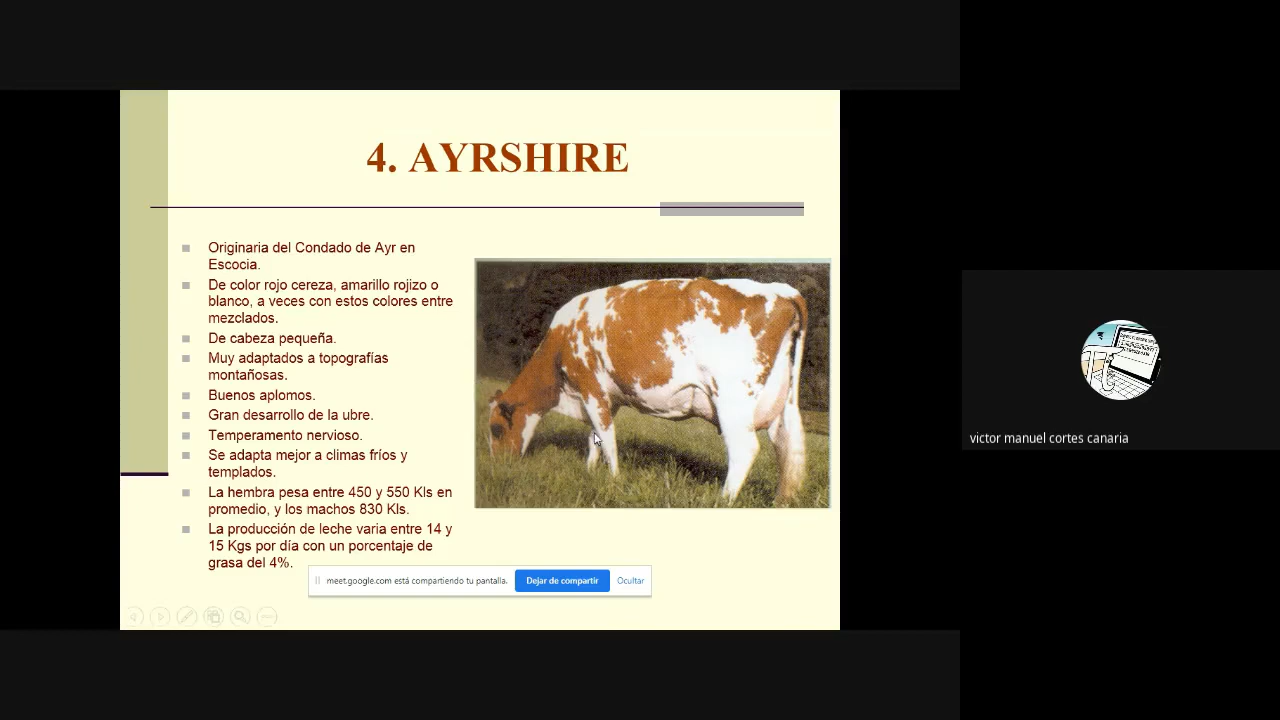 4. AYRSHIRE
Originaria del Condado de Ayr en
Escocia.
De color rojo cereza, amarillo rojizo o
blanco, a veces con estos colores entre
mezclados.
De cabeza pequeña.
Muy adaptados a topografías
montañosas.
Buenos aplomos.
Gran desarrollo de la ubre.
Temperamento nervioso.
Se adapta mejor a climas fríos y
templados.
La hembra pesa entre 450 y 550 Kls en
promedio, y los machos 830 Kls.
La producción de leche varia entre 14 y
15 Kgs por día con un porcentaje de
grasa del 4%.
meet.google.com está compartiendo tu pantalla. Dejar de compartir Ocultar
victor manuel cortes canaria